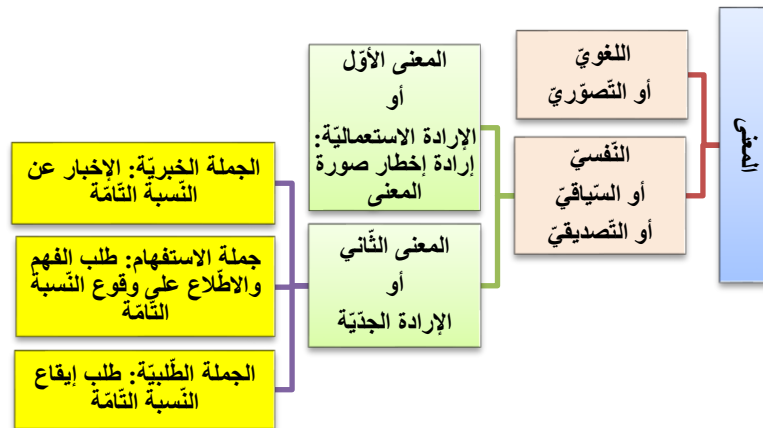 المعنى
اللغويّ
أو التّصوّريّ
النّفسيّ
أو السّياقيّ
أو التّصديقيّ
المعنى الأوّل
أو
الإرادة الاستعماليّة:
إرادة إخطار صورة
المعنى
المعنى الثّاني
أو
الإرادة الجدّيّة
الجملة الخبريّة: الإخبار عن
النّسبة التّامّة
جملة الاستفهام: طلب الفهم
والاطّلاع على وقوع النّسبة
التّامّة
الجملة الطّلبيّة: طلب إيقاع
النّسبة التّامّة